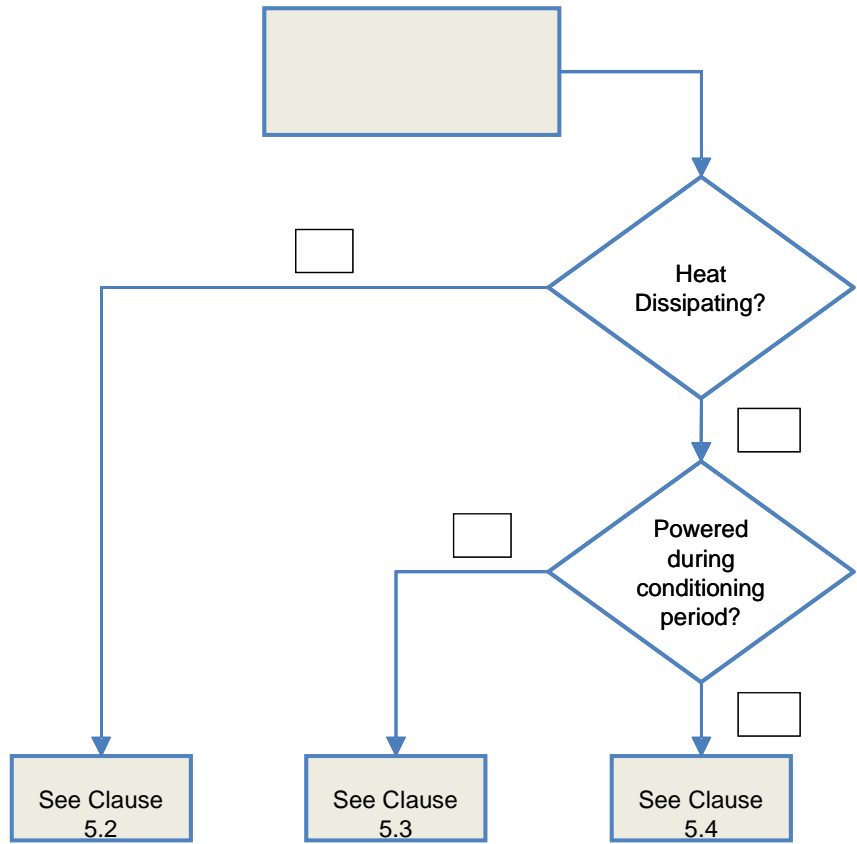 Heat
Dissipating?
Powered
during
conditioning
period?
See Clause
5.2
See Clause
5.3
See Clause
5.4